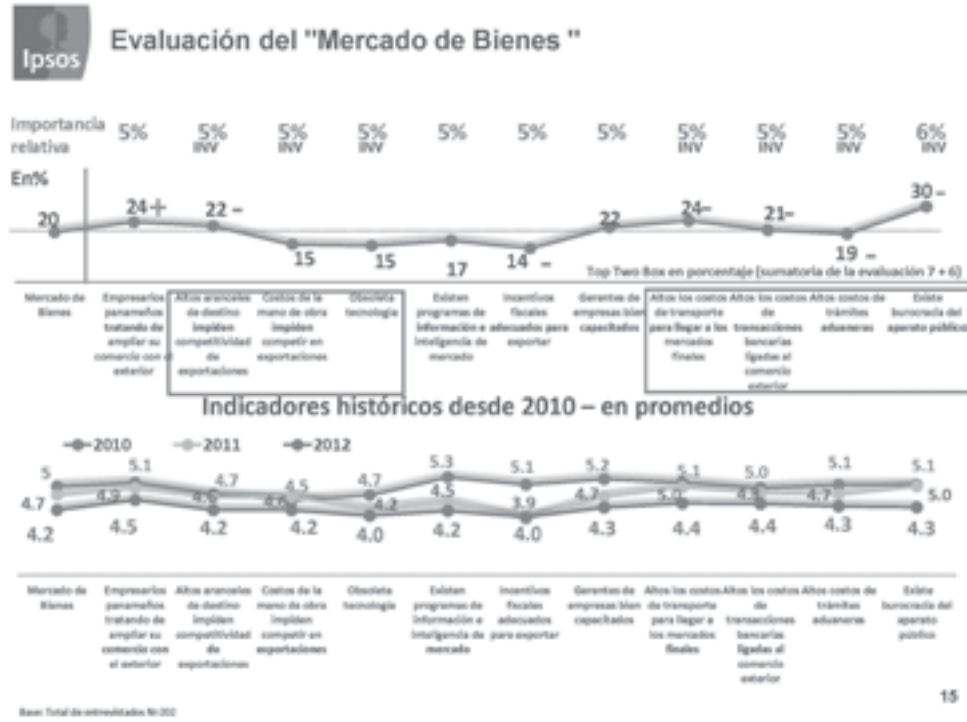 Ipsos
Evaluación del "Mercado de Bienes "
Importancia
relativa
5% 5% 5% 5% 5% 5% 5% 5% 5% 5% 6%
INV INV INV INV INV INV INV
En%
20 24+ 22 – 15 15 17 14 – 22 24– 21– 19 – 30 –
Top Two Box en porcentaje (sumatoria de la evaluación 7 + 6)
Mercado de Bienes
Empresarios panameños tratando de ampliar su comercio con el exterior
Altos aranceles de destino impiden competitividad de exportaciones
Costos de la mano de obra impiden competir en exportaciones
Obsoleta tecnología
Existen programas de información e inteligencia de mercado
Incentivos fiscales adecuados para exportar
Gerentes de empresas bien capacitados
Altos los costos de transporte para llegar a los mercados finales
Altos los costos de transacciones bancarias ligadas al comercio exterior
Altos costos de trámites aduaneros
Existe burocracia del aparato público
Indicadores históricos desde 2010 – en promedios
2010 2011 2012
5 5.1 4.7 4.5 4.7 5.3 5.1 5.2 5.1 5.0 5.1 5.1
4.7 4.9 4.2 4.5 3.9 4.7 5.0 4.7 5.0
4.2 4.5 4.2 4.2 4.0 4.2 4.0 4.3 4.4 4.4 4.3 4.3
Mercado de Bienes
Empresarios panameños tratando de ampliar su comercio con el exterior
Altos aranceles de destino impiden competitividad de exportaciones
Costos de la mano de obra impiden competir en exportaciones
Obsoleta tecnología
Existen programas de información e inteligencia de mercado
Incentivos fiscales adecuados para exportar
Gerentes de empresas bien capacitados
Altos los costos de transporte para llegar a los mercados finales
Altos los costos de transacciones bancarias ligadas al comercio exterior
Altos costos de trámites aduaneros
Existe burocracia del aparato público
15
Base: Total de entrevistados N:202